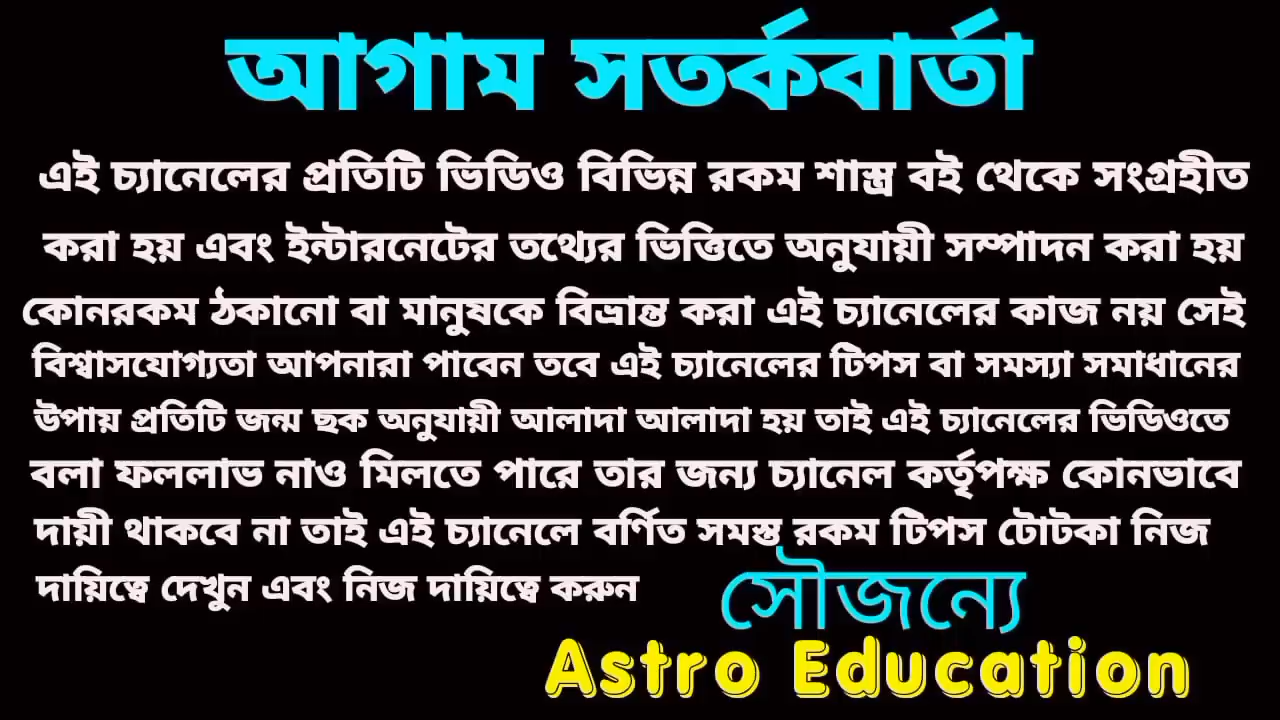 আগাম সতর্কবার্তা
এই চ্যানেলের প্রতিটি ভিডিও বিভিন্ন রকম শাস্ত্র বই থেকে সংগ্রহীত
করা হয় এবং ইন্টারনেটের তথ্যের ভিত্তিতে অনুযায়ী সম্পাদন করা হয়
কোনরকম ঠকানো বা মানুষকে বিভ্রান্ত করা এই চ্যানেলের কাজ নয় সেই
বিশ্বাসযোগ্যতা আপনারা পাবেন তবে এই চ্যানেলের টিপস বা সমস্যা সমাধানের
উপায় প্রতিটি জন্ম ছক অনুযায়ী আলাদা আলাদা হয় তাই এই চ্যানেলের ভিডিওতে
বলা ফললাভ নাও মিলতে পারে তার জন্য চ্যানেল কর্তৃপক্ষ কোনভাবে
দায়ী থাকবে না তাই এই চ্যানেলে বর্ণিত সমস্ত রকম টিপস টোটকা নিজ
দায়িত্বে দেখুন এবং নিজ দায়িত্বে করুন
সৌজন্যে
Astro Education